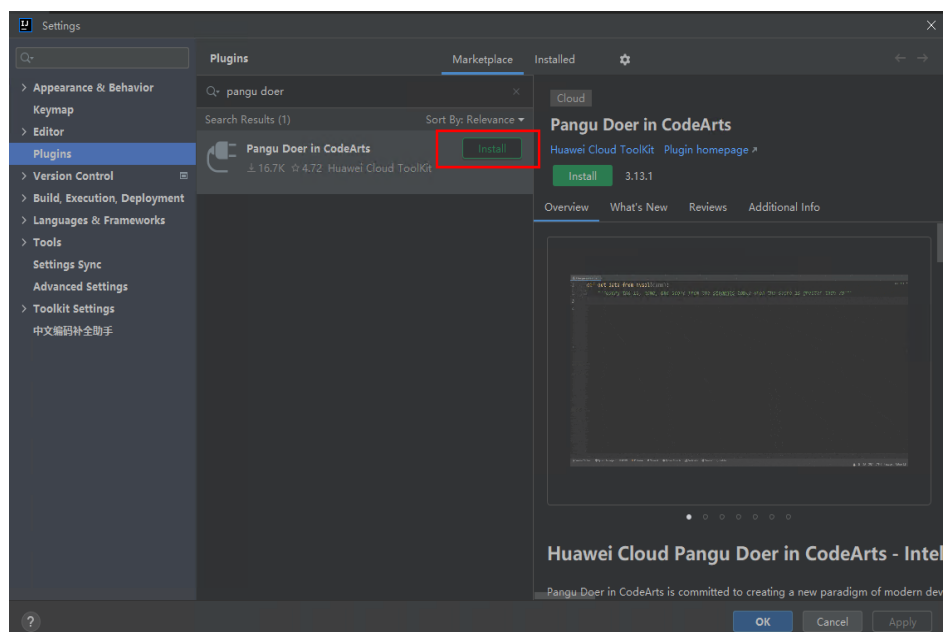 Settings
Plugins
Marketplace
Installed
Appearance & Behavior
Keymap
Editor
Plugins
Version Control
Build, Execution, Deployment
Languages & Frameworks
Tools
Settings Sync
Advanced Settings
Toolkit Settings
中文编码补全助手
pangu doer
Search Results (1)
Sort By: Relevance
Pangu Doer in CodeArts
16.7K 4.72 Huawei Cloud ToolKit
Install
Cloud
Pangu Doer in CodeArts
Huawei Cloud ToolKit Plugin homepage
Install 3.13.1
Overview What's New Reviews Additional Info
Huawei Cloud Pangu Doer in CodeArts - Intel
Pangu Doer in CodeArts is committed to creating a new paradigm of modern dev
?
OK
Cancel
Apply